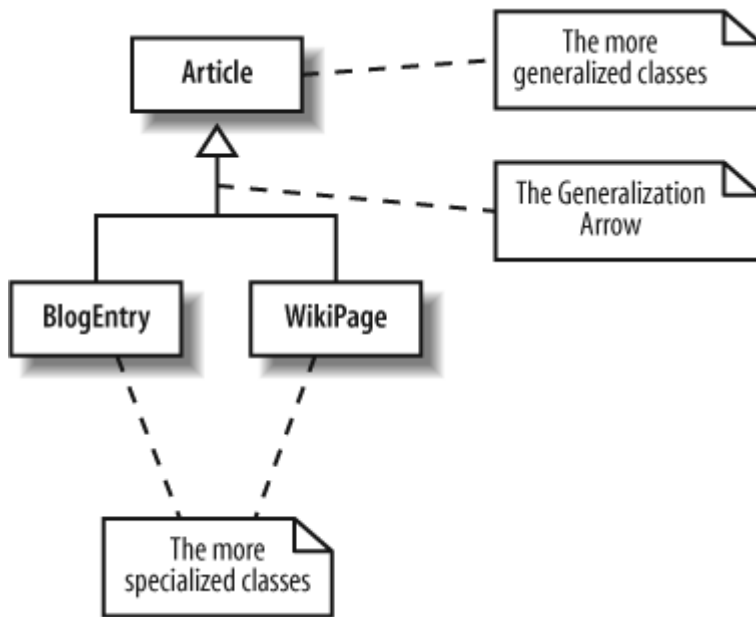 Article
The more
generalized classes
The Generalization
Arrow
BlogEntry
WikiPage
The more
specialized classes